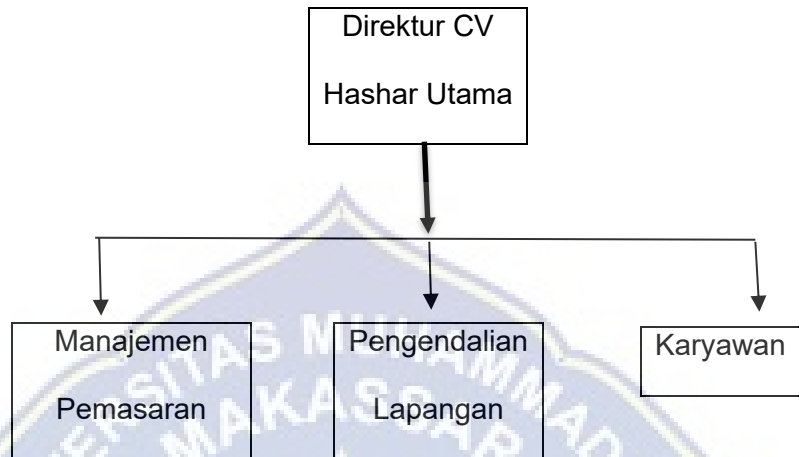 Direktur CV
Hashar Utama
Manajemen
Pemasaran
Pengendalian
Lapangan
Karyawan